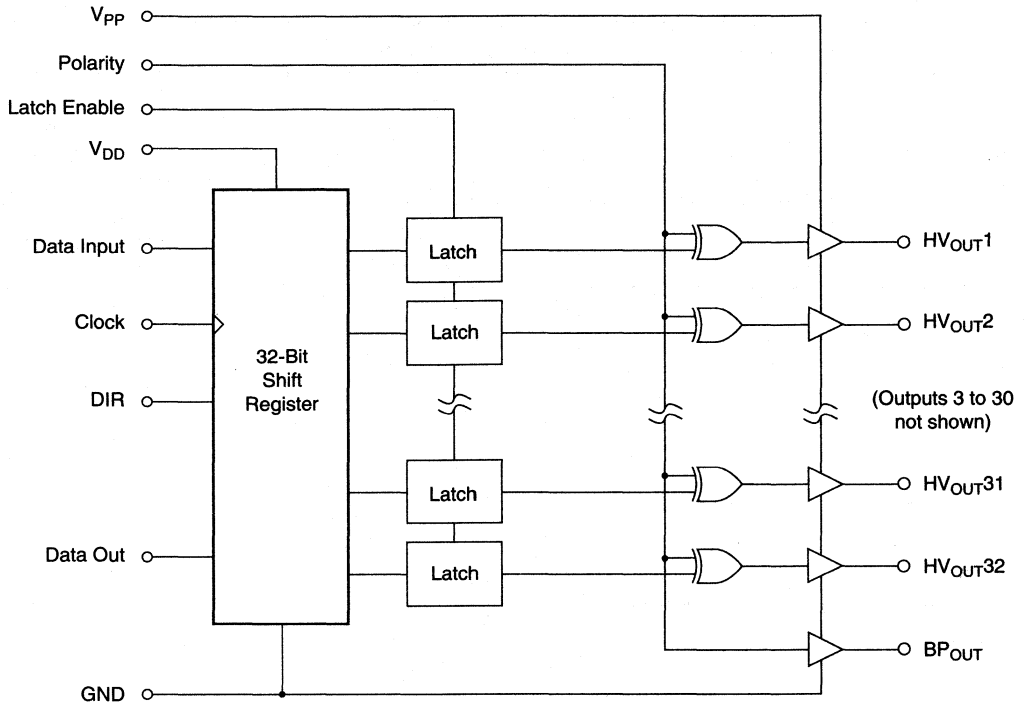 VPP
Polarity
Latch Enable
VDD
Data Input
Clock
DIR
Data Out
GND
32-Bit
Shift
Register
Latch
Latch
Latch
Latch
HVOUT1
HVOUT2
(Outputs 3 to 30
not shown)
HVOUT31
HVOUT32
BPOUT